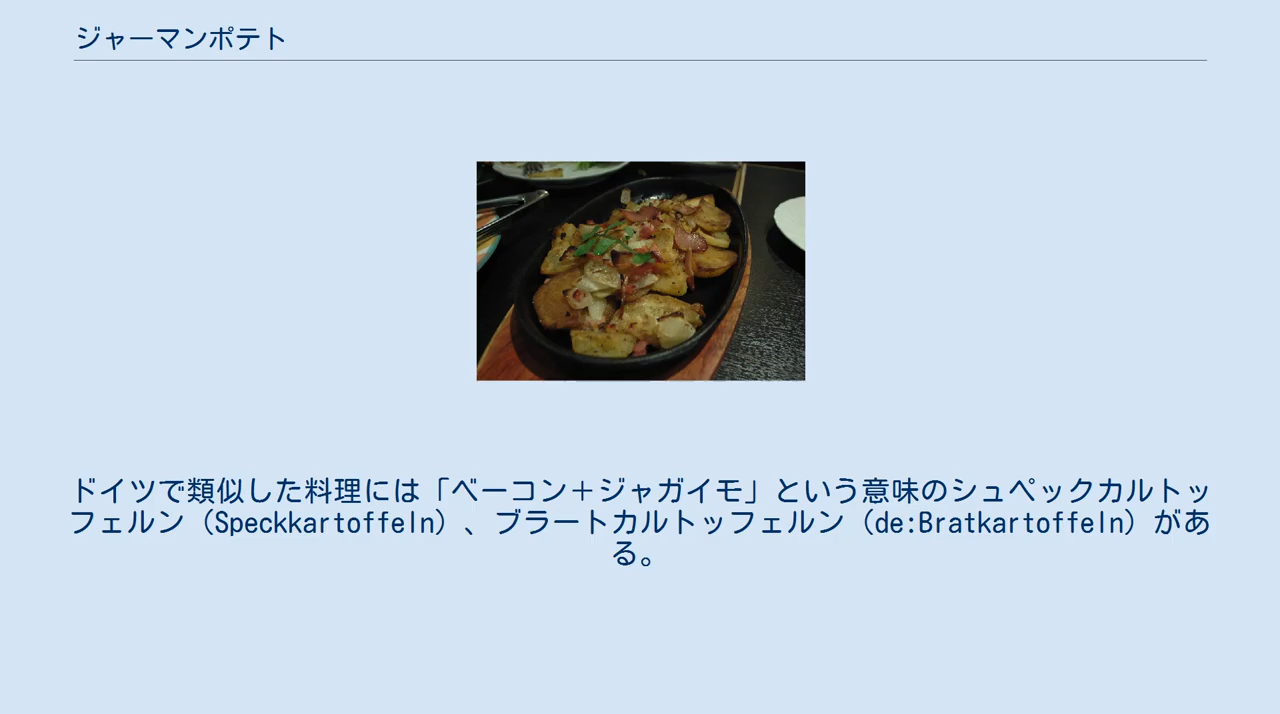 ジャーマンポテト
ドイツで類似した料理には「ベーコン＋ジャガイモ」という意味のシュペックカルトッ
フェルン（Speckkartoffeln）、ブラートカルトッフェルン（de:Bratkartoffeln）があ
る。